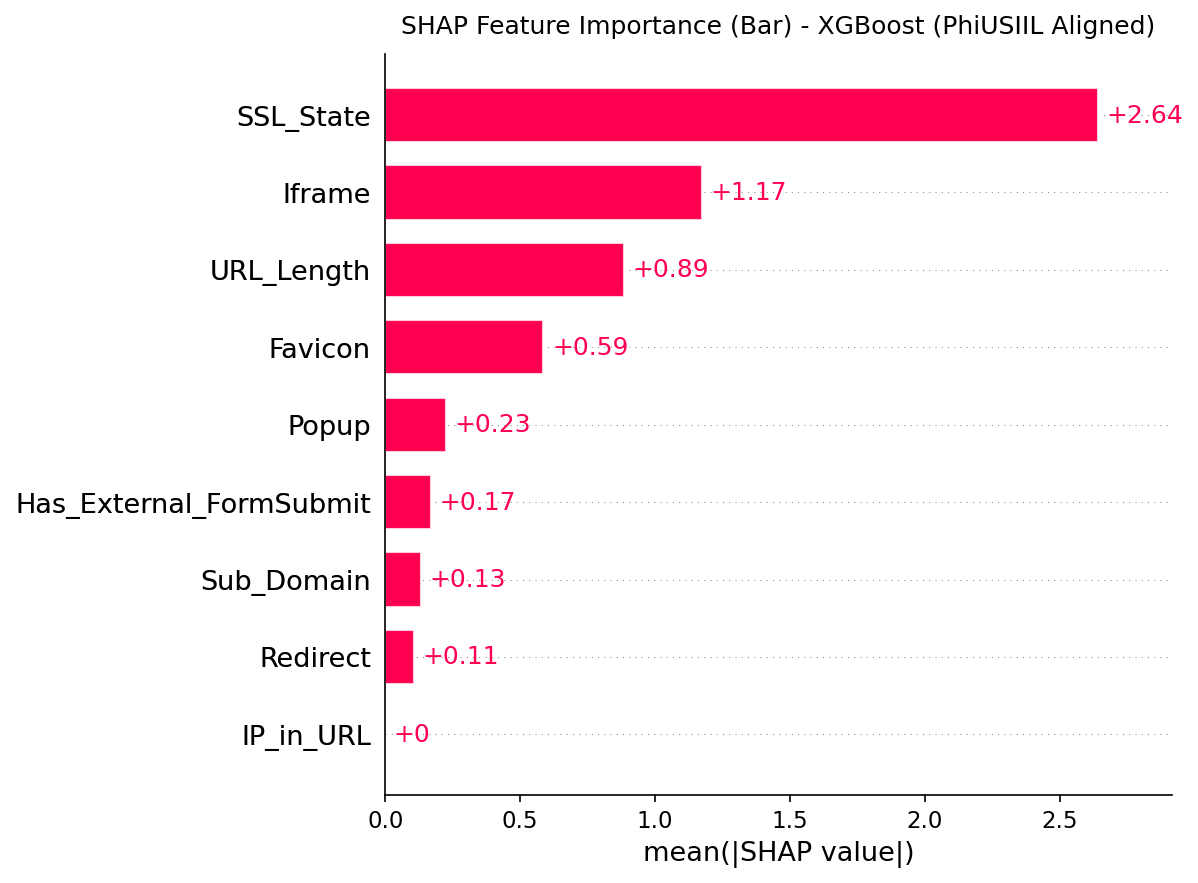 SHAP Feature Importance (Bar) - XGBoost (PhiUSIIL Aligned)
SSL_State +2.64
Iframe +1.17
URL_Length +0.89
Favicon +0.59
Popup +0.23
Has_External_FormSubmit +0.17
Sub_Domain +0.13
Redirect +0.11
IP_in_URL +0
0.0 0.5 1.0 1.5 2.0 2.5
mean(|SHAP value|)